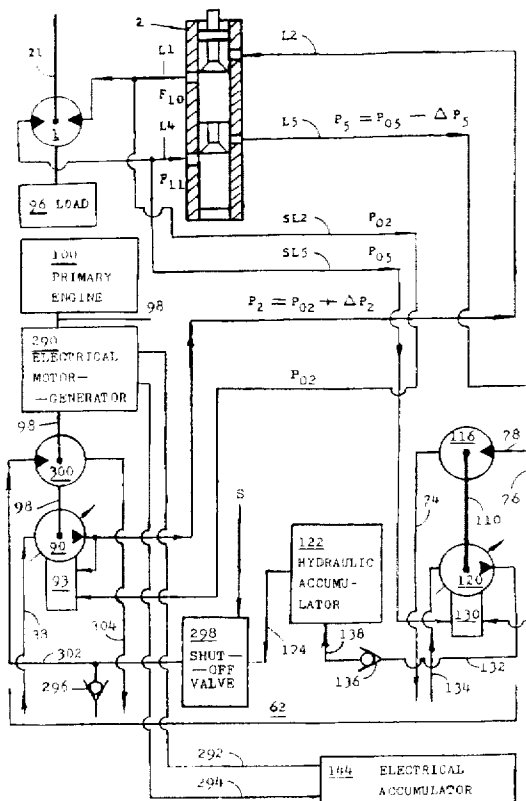 2
21
L1
L2
F10
1
L4
L5 P5 = P05 - ΔP5
F11
96 LOAD
SL2 P02
100
PRIMARY
ENGINE
SL5 P05
98
P2 = P02 + ΔP2
290
ELECTRICAL
MOTOR-
-GENERATOR
P02
98
116
78
300
74
76
98
S
110
90
122
HYDRAULIC
ACCUMU-
LATOR
120
93
130
33
304
298
SHUT-
-OFF
VALVE
138
124
302
132
136
296
134
62
292
144 ELECTRICAL
ACCUMULATOR
294